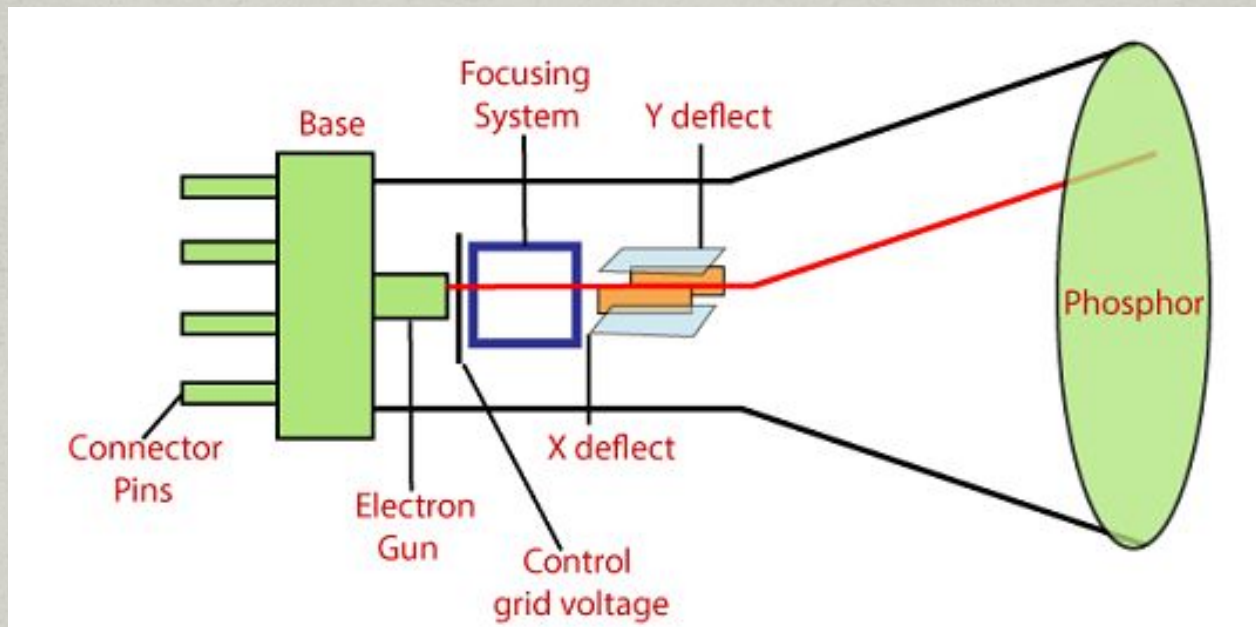 Focusing
System
Y deflect
Base
Phosphor
Connector
Pins
X deflect
Electron
Gun
Control
grid voltage